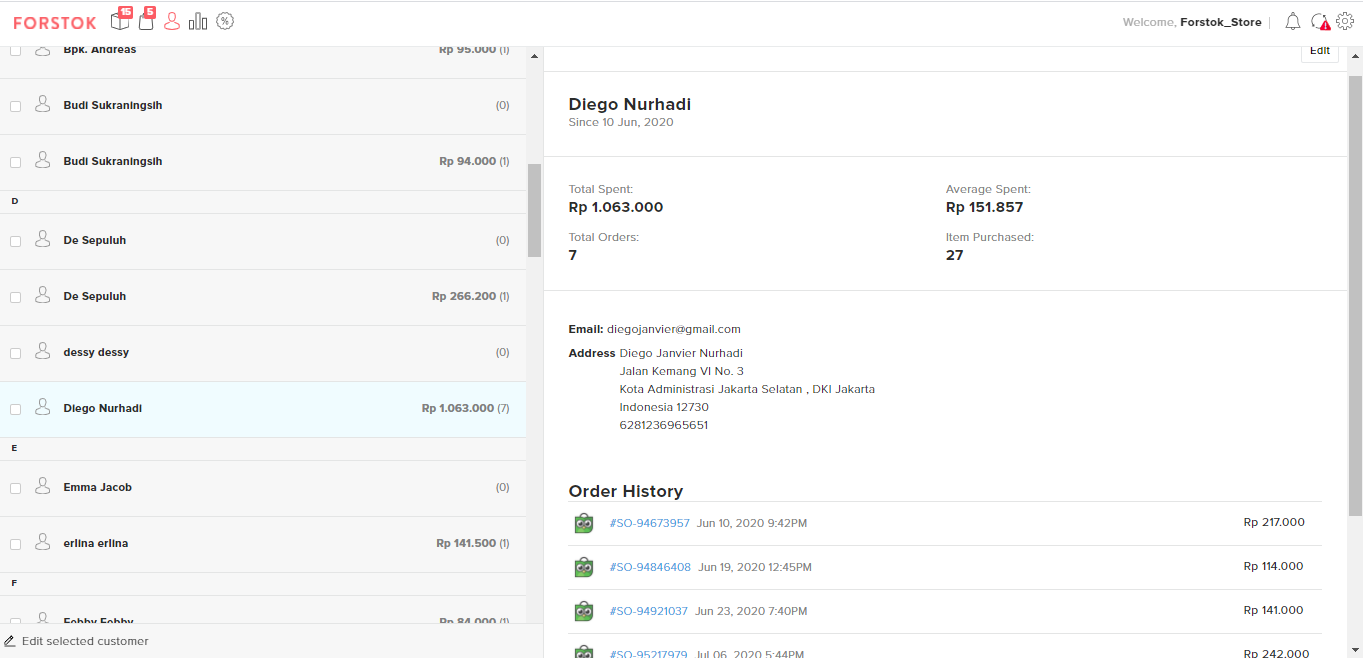 FORSTOK 15 5 % Welcome, Forstok_Store
Bpk. Andreas Rp 95.000 (1)
Budi Sukraningsih (0)
Budi Sukraningsih Rp 94.000 (1)
D
De Sepuluh (0)
De Sepuluh Rp 266.200 (1)
dessy dessy (0)
Diego Nurhadi Rp 1.063.000 (7)
E
Emma Jacob (0)
erlina erlina Rp 141.500 (1)
F
Febby Febby Rp 84.000 (1)
Edit selected customer
Edit
Diego Nurhadi
Since 10 Jun, 2020
Total Spent: Average Spent:
Rp 1.063.000 Rp 151.857
Total Orders: Item Purchased:
7 27
Email: diegojanvier@gmail.com
Address Diego Janvier Nurhadi
Jalan Kemang VI No. 3
Kota Administrasi Jakarta Selatan , DKI Jakarta
Indonesia 12730
6281236965651
Order History
#SO-94673957 Jun 10, 2020 9:42PM Rp 217.000
#SO-94846408 Jun 19, 2020 12:45PM Rp 114.000
#SO-94921037 Jun 23, 2020 7:40PM Rp 141.000
#SO-95217979 Jul 06, 2020 5:44PM Rp 242.000